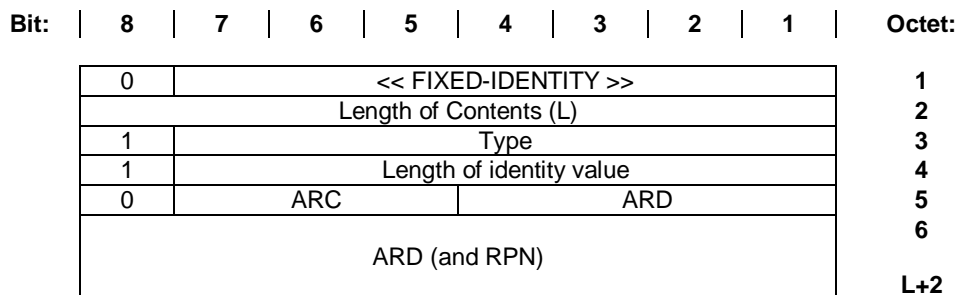 Bit: 8 7 6 5 4 3 2 1 Octet:
0 << FIXED-IDENTITY >> 1
Length of Contents (L) 2
1 Type 3
1 Length of identity value 4
0 ARC ARD 5
6
ARD (and RPN)
L+2